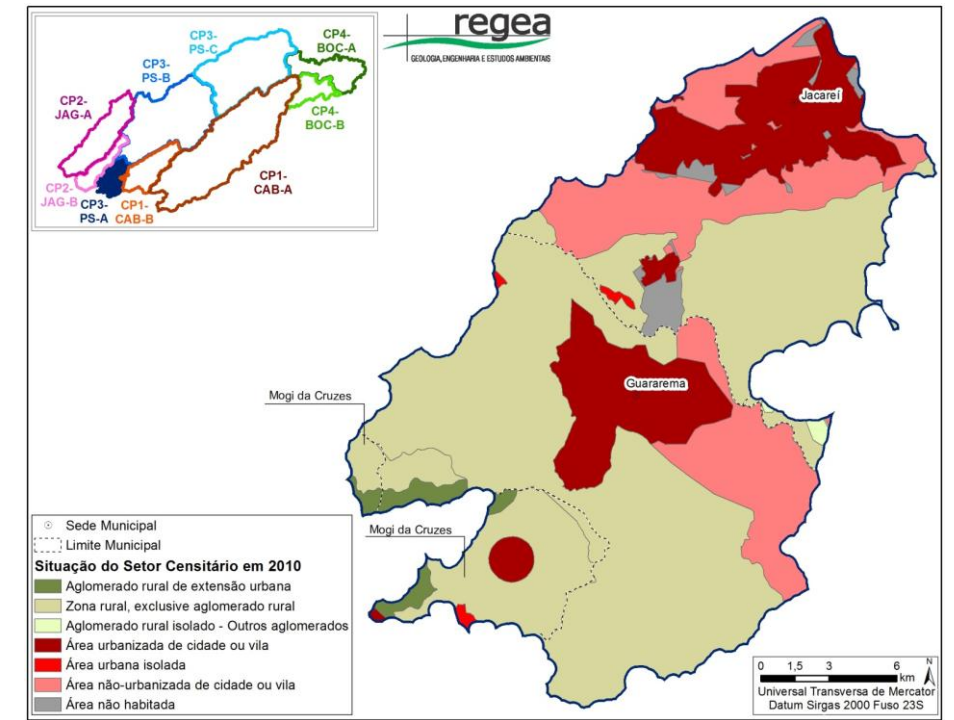 CP3-
PS-C
CP4-
BOC-A
CP3-
PS-B
CP2-
JAG-A
CP4-
BOC-B
CP1-
CAB-A
CP2-
JAG-B
CP3-
PS-A
CP1-
CAB-B
regea
GEOLOGIA, ENGENHARIA E ESTUDOS AMBIENTAIS
Jacareí
Guararema
Mogi da Cruzes
Mogi da Cruzes
Sede Municipal
Limite Municipal
Situação do Setor Censitário em 2010
Aglomerado rural de extensão urbana
Zona rural, exclusive aglomerado rural
Aglomerado rural isolado - Outros aglomerados
Área urbanizada de cidade ou vila
Área urbana isolada
Área não-urbanizada de cidade ou vila
Área não habitada
0 1,5 3 6
km
N
Universal Transversa de Mercator
Datum Sirgas 2000 Fuso 23S